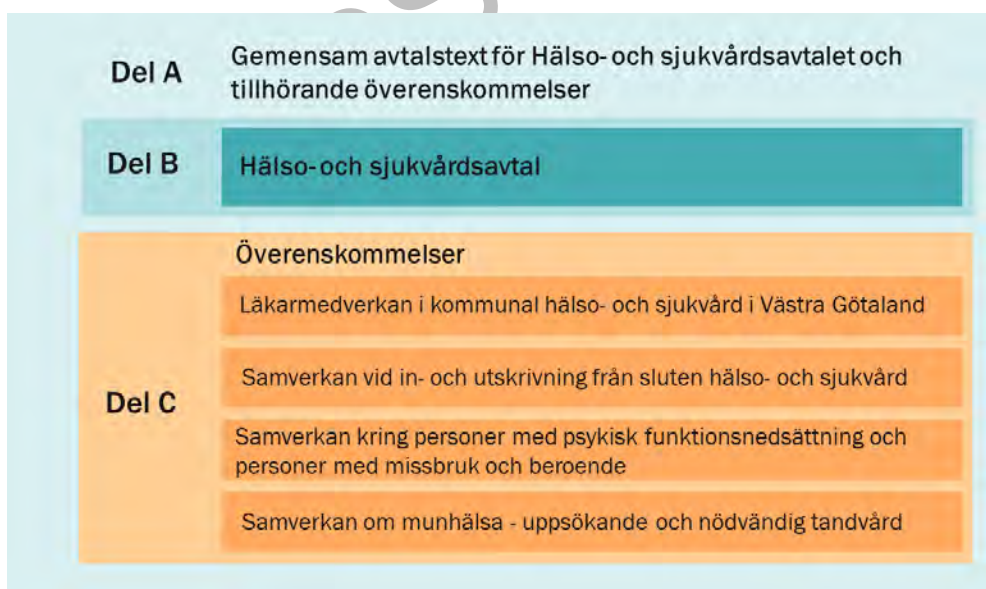 Del A
Gemensam avtalstext för Hälso- och sjukvårdsavtalet och
tillhörande överenskommelser
Del B
Hälso- och sjukvårdsavtal
Del C
Överenskommelser
Läkarmedverkan i kommunal hälso- och sjukvård i Västra Götaland
Samverkan vid in- och utskrivning från sluten hälso- och sjukvård
Samverkan kring personer med psykisk funktionsnedsättning och
personer med missbruk och beroende
Samverkan om munhälsa - uppsökande och nödvändig tandvård